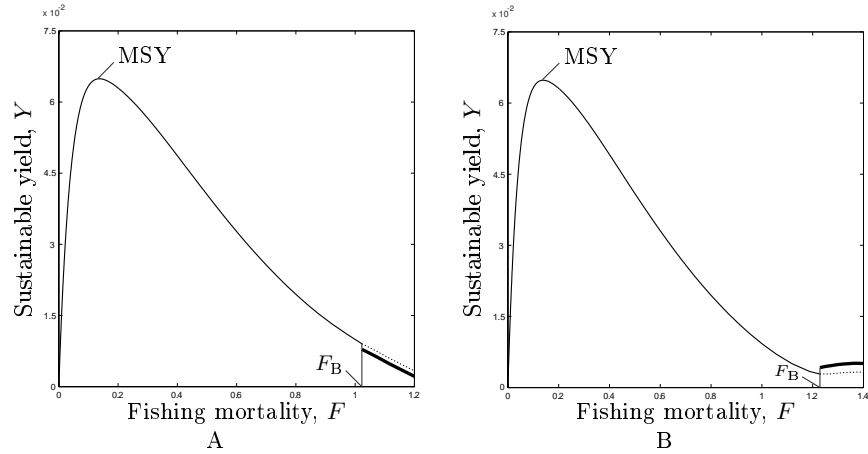 x 10⁻²
7.5
6
4.5
3
1.5
0
Sustainable yield, Y
MSY
F_B
0 0.2 0.4 0.6 0.8 1 1.2
Fishing mortality, F
A
x 10⁻²
7.5
6
4.5
3
1.5
0
Sustainable yield, Y
MSY
F_B
0 0.2 0.4 0.6 0.8 1 1.2 1.4
Fishing mortality, F
B